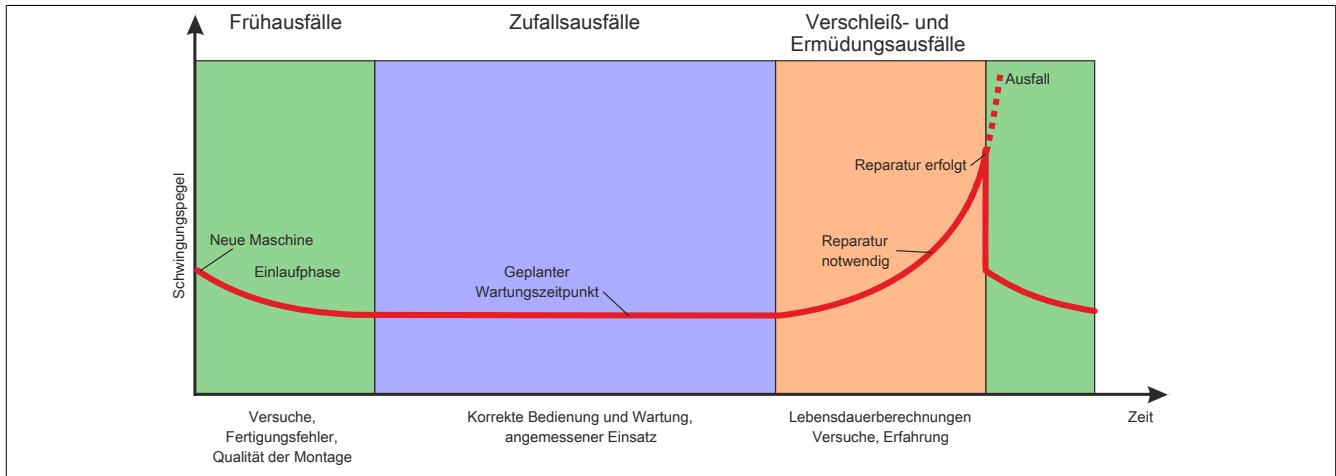 Frühausfälle
Zufallsausfälle
Verschleiß- und
Ermüdungsausfälle
Ausfall
Reparatur erfolgt
Schwingungspegel
Neue Maschine
Einlaufphase
Geplanter
Wartungszeitpunkt
Reparatur
notwendig
Versuche,
Fertigungsfehler,
Qualität der Montage
Korrekte Bedienung und Wartung,
angemessener Einsatz
Lebensdauerberechnungen
Versuche, Erfahrung
Zeit